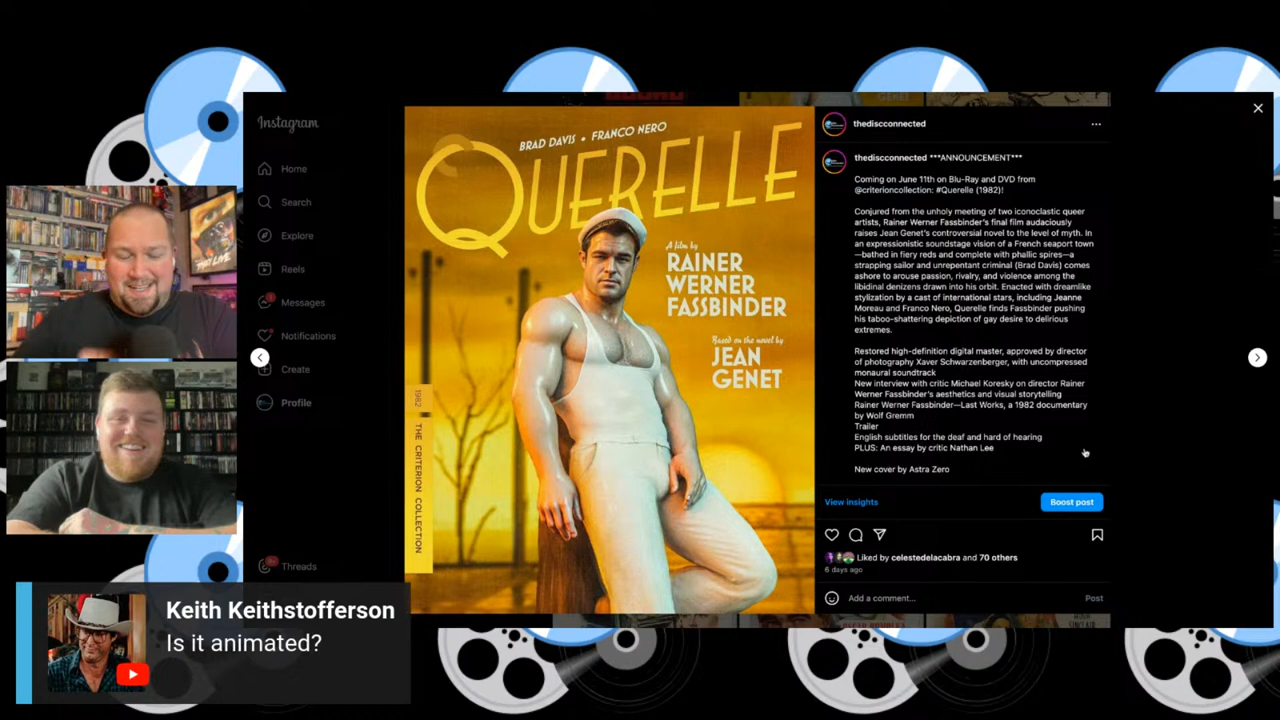 Instagram
Home
Search
Explore
Reels
Messages
Notifications
Create
Profile
Threads
BRAD DAVIS • FRANCO NERO
QUERELLE
A film by
RAINER
WERNER
FASSBINDER
Based on the novel by
JEAN
GENET
1982 THE CRITERION COLLECTION
thediscconnected
thediscconnected ***ANNOUNCEMENT***
Coming on June 11th on Blu-Ray and DVD from
@criterioncollection: #Querelle (1982)!
Conjured from the unholy meeting of two iconoclastic queer
artists, Rainer Werner Fassbinder's final film audaciously
raises Jean Genet's controversial novel to the level of myth. In
an expressionistic soundstage vision of a French seaport town
—bathed in fiery reds and complete with phallic spires—a
strapping sailor and unrepentant criminal (Brad Davis) comes
ashore to arouse passion, rivalry, and violence among the
libidinal denizens drawn into his orbit. Enacted with dreamlike
stylization by a cast of international stars, including Jeanne
Moreau and Franco Nero, Querelle finds Fassbinder pushing
his taboo-shattering depiction of gay desire to delirious
extremes.
Restored high-definition digital master, approved by director
of photography Xaver Schwarzenberger, with uncompressed
monaural soundtrack
New interview with critic Michael Koresky on director Rainer
Werner Fassbinder's aesthetics and visual storytelling
Rainer Werner Fassbinder—Last Works, a 1982 documentary
by Wolf Gremm
Trailer
English subtitles for the deaf and hard of hearing
PLUS: An essay by critic Nathan Lee
New cover by Astra Zero
View insights
Boost post
Liked by celestedelacabra and 70 others
6 days ago
Add a comment...
Post
GENET
Keith Keithstofferson
Is it animated?